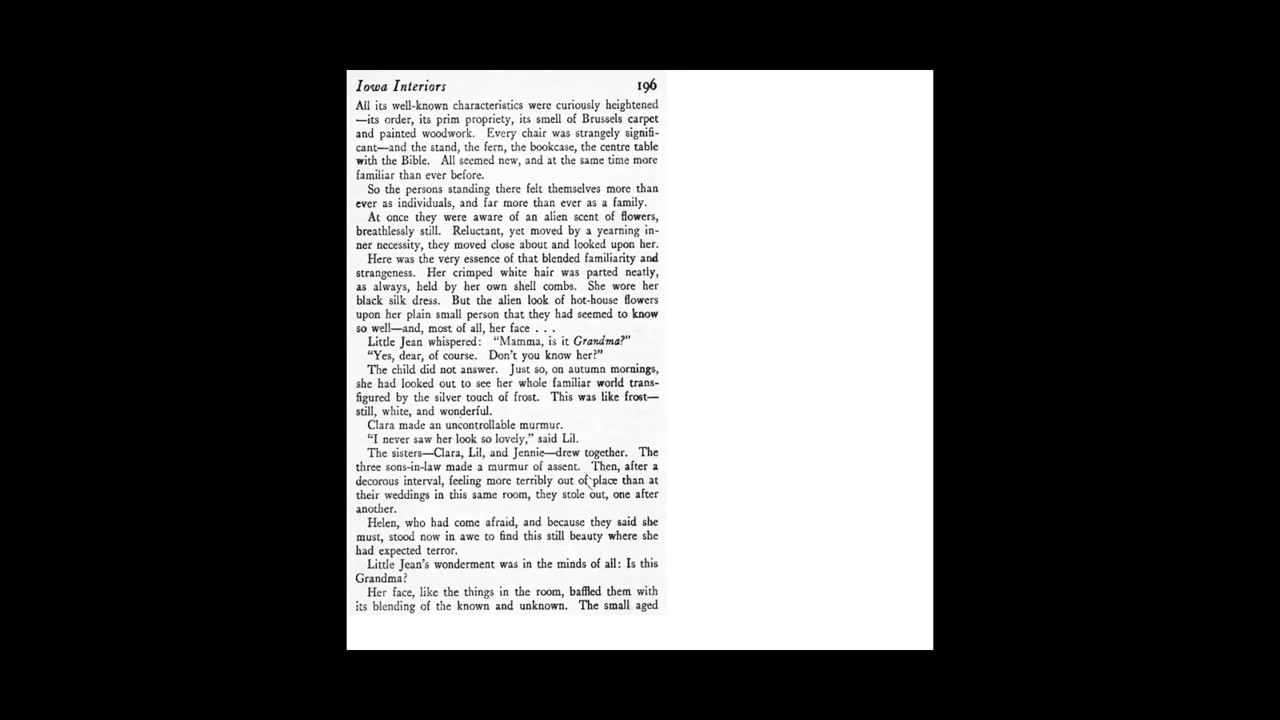 Iowa Interiors 196
All its well-known characteristics were curiously heightened
—its order, its prim propriety, its smell of Brussels carpet
and painted woodwork. Every chair was strangely signifi-
cant—and the stand, the fern, the bookcase, the centre table
with the Bible. All seemed new, and at the same time more
familiar than ever before.
So the persons standing there felt themselves more than
ever as individuals, and far more than ever as a family.
At once they were aware of an alien scent of flowers,
breathlessly still. Reluctant, yet moved by a yearning in-
ner necessity, they moved close about and looked upon her.
Here was the very essence of that blended familiarity and
strangeness. Her crimped white hair was parted neatly,
as always, held by her own shell combs. She wore her
black silk dress. But the alien look of hot-house flowers
upon her plain small person that they had seemed to know
so well—and, most of all, her face . . .
Little Jean whispered: “Mamma, is it Grandma?”
“Yes, dear, of course. Don’t you know her?”
The child did not answer. Just so, on autumn mornings,
she had looked out to see her whole familiar world trans-
figured by the silver touch of frost. This was like frost—
still, white, and wonderful.
Clara made an uncontrollable murmur.
“I never saw her look so lovely,” said Lil.
The sisters—Clara, Lil, and Jennie—drew together. The
three sons-in-law made a murmur of assent. Then, after a
decorous interval, feeling more terribly out of place than at
their weddings in this same room, they stole out, one after
another.
Helen, who had come afraid, and because they said she
must, stood now in awe to find this still beauty where she
had expected terror.
Little Jean’s wonderment was in the minds of all: Is this
Grandma?
Her face, like the things in the room, baffled them with
its blending of the known and unknown. The small aged